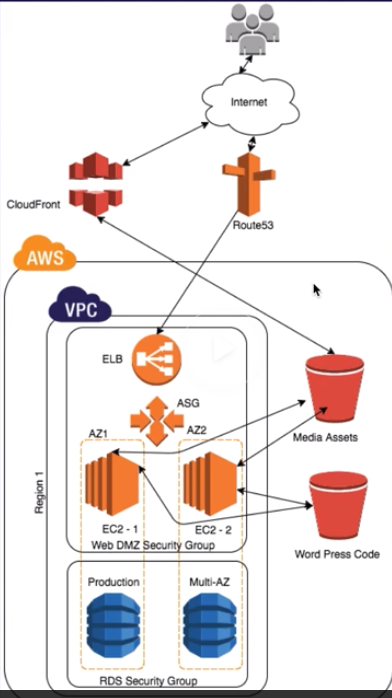 Internet
CloudFront
Route53
AWS
VPC
ELB
ASG
AZ1
AZ2
Media Assets
Region 1
EC2 - 1
EC2 - 2
Web DMZ Security Group
Word Press Code
Production
Multi-AZ
RDS Security Group